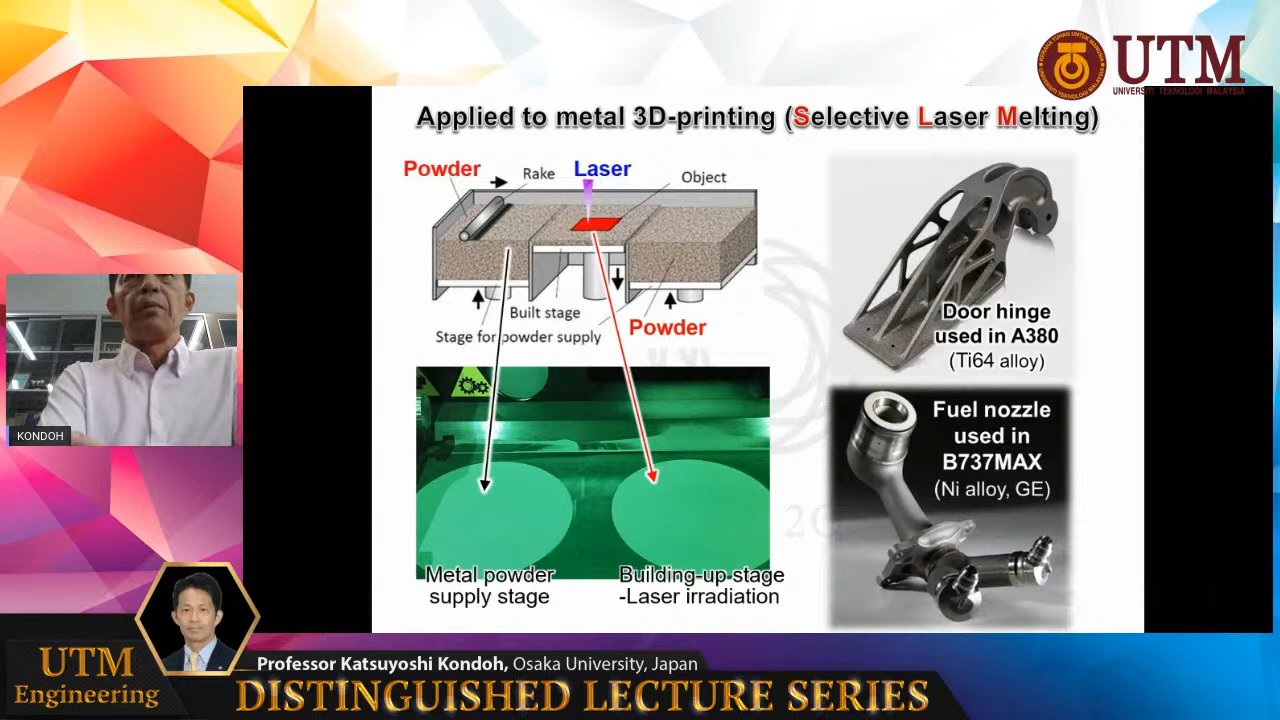 UTM
UNIVERSITI TEKNOLOGI MALAYSIA
Applied to metal 3D-printing (Selective Laser Melting)
Powder
Rake
Laser
Object
Built stage
Stage for powder supply
Powder
Door hinge
used in A380
(Ti64 alloy)
Fuel nozzle
used in
B737MAX
(Ni alloy, GE)
Metal powder
supply stage
Building-up stage
-Laser irradiation
KONDOH
Professor Katsuyoshi Kondoh, Osaka University, Japan
UTM
Engineering
DISTINGUISHED LECTURE SERIES